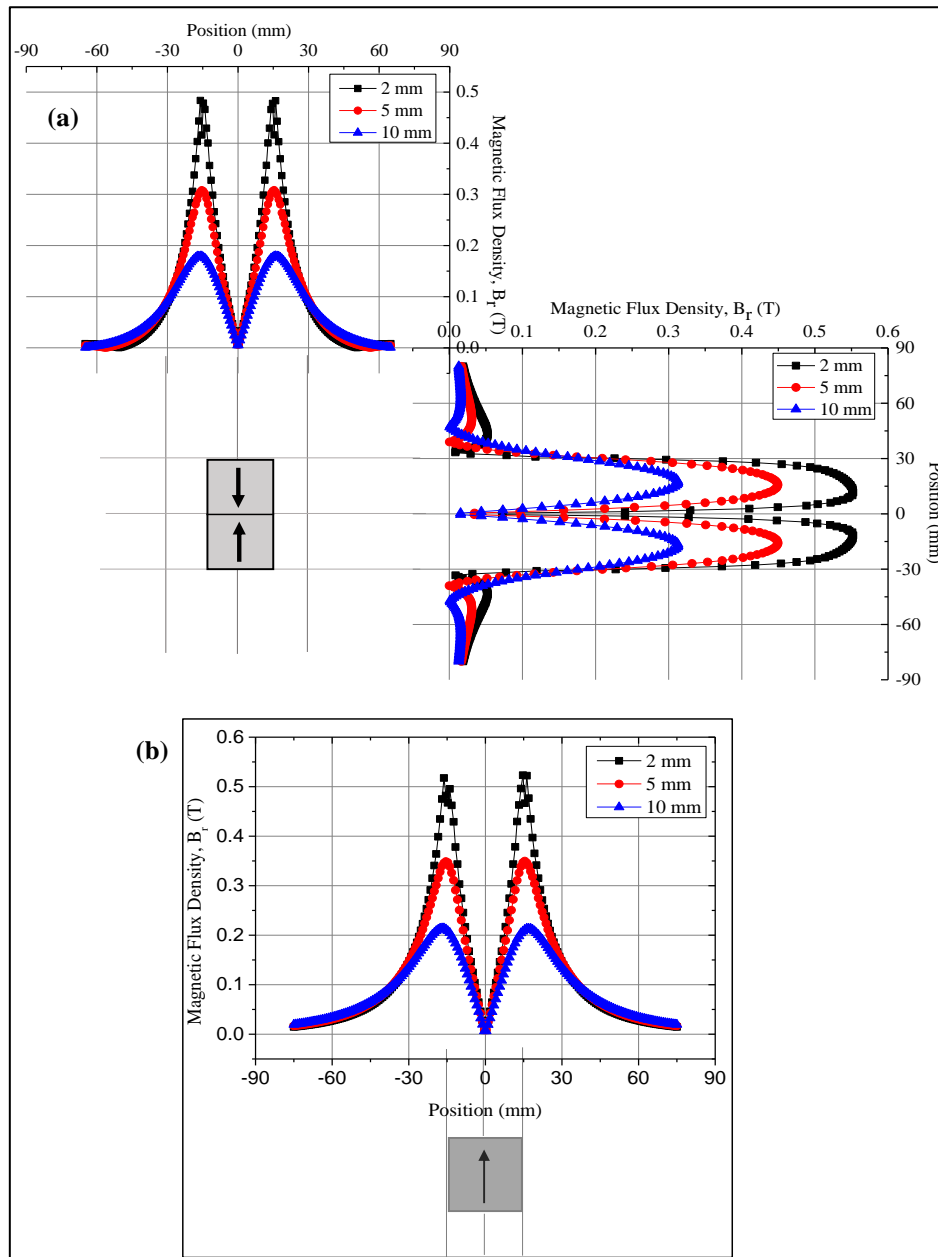 Position (mm)
-90 -60 -30 0 30 60 90
(a)
2 mm
5 mm
10 mm
0.5
0.4
0.3
0.2
0.1
0.0
Magnetic Flux Density, Br (T)
Magnetic Flux Density, Br (T)
0.0 0.1 0.2 0.3 0.4 0.5 0.6
2 mm
5 mm
10 mm
90
60
30
0
-30
-60
-90
Position (mm)
(b)
0.6
0.5
0.4
0.3
0.2
0.1
0.0
Magnetic Flux Density, Br (T)
2 mm
5 mm
10 mm
-90 -60 -30 0 30 60 90
Position (mm)